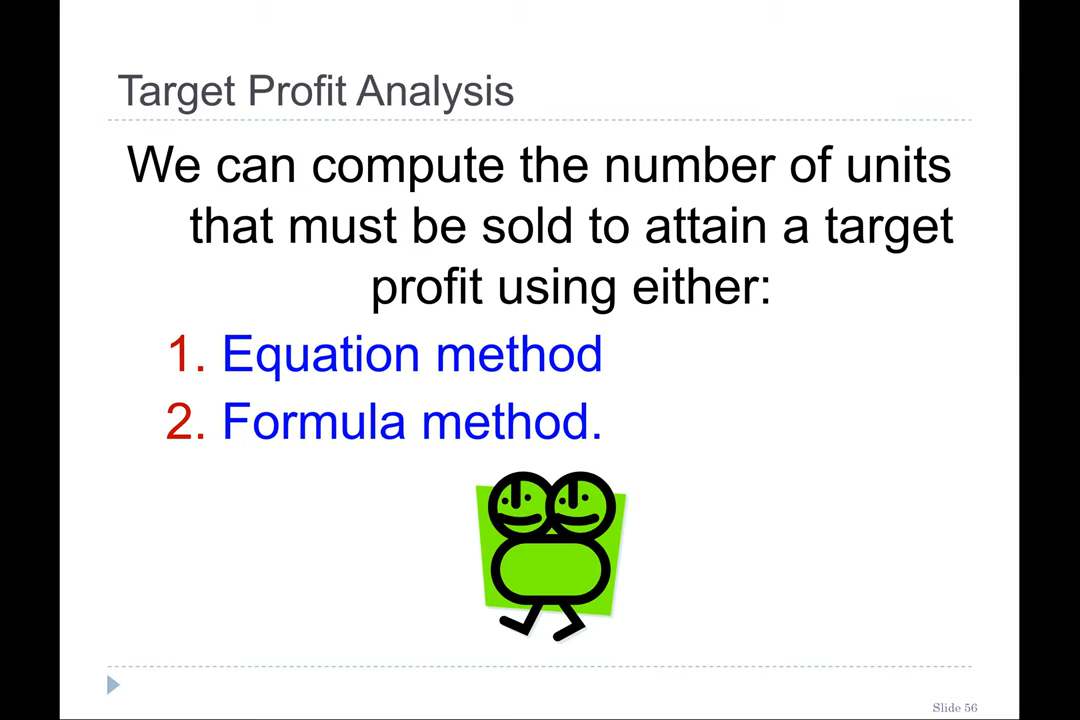 Target Profit Analysis
We can compute the number of units
that must be sold to attain a target
profit using either:
1. Equation method
2. Formula method.
Slide 56